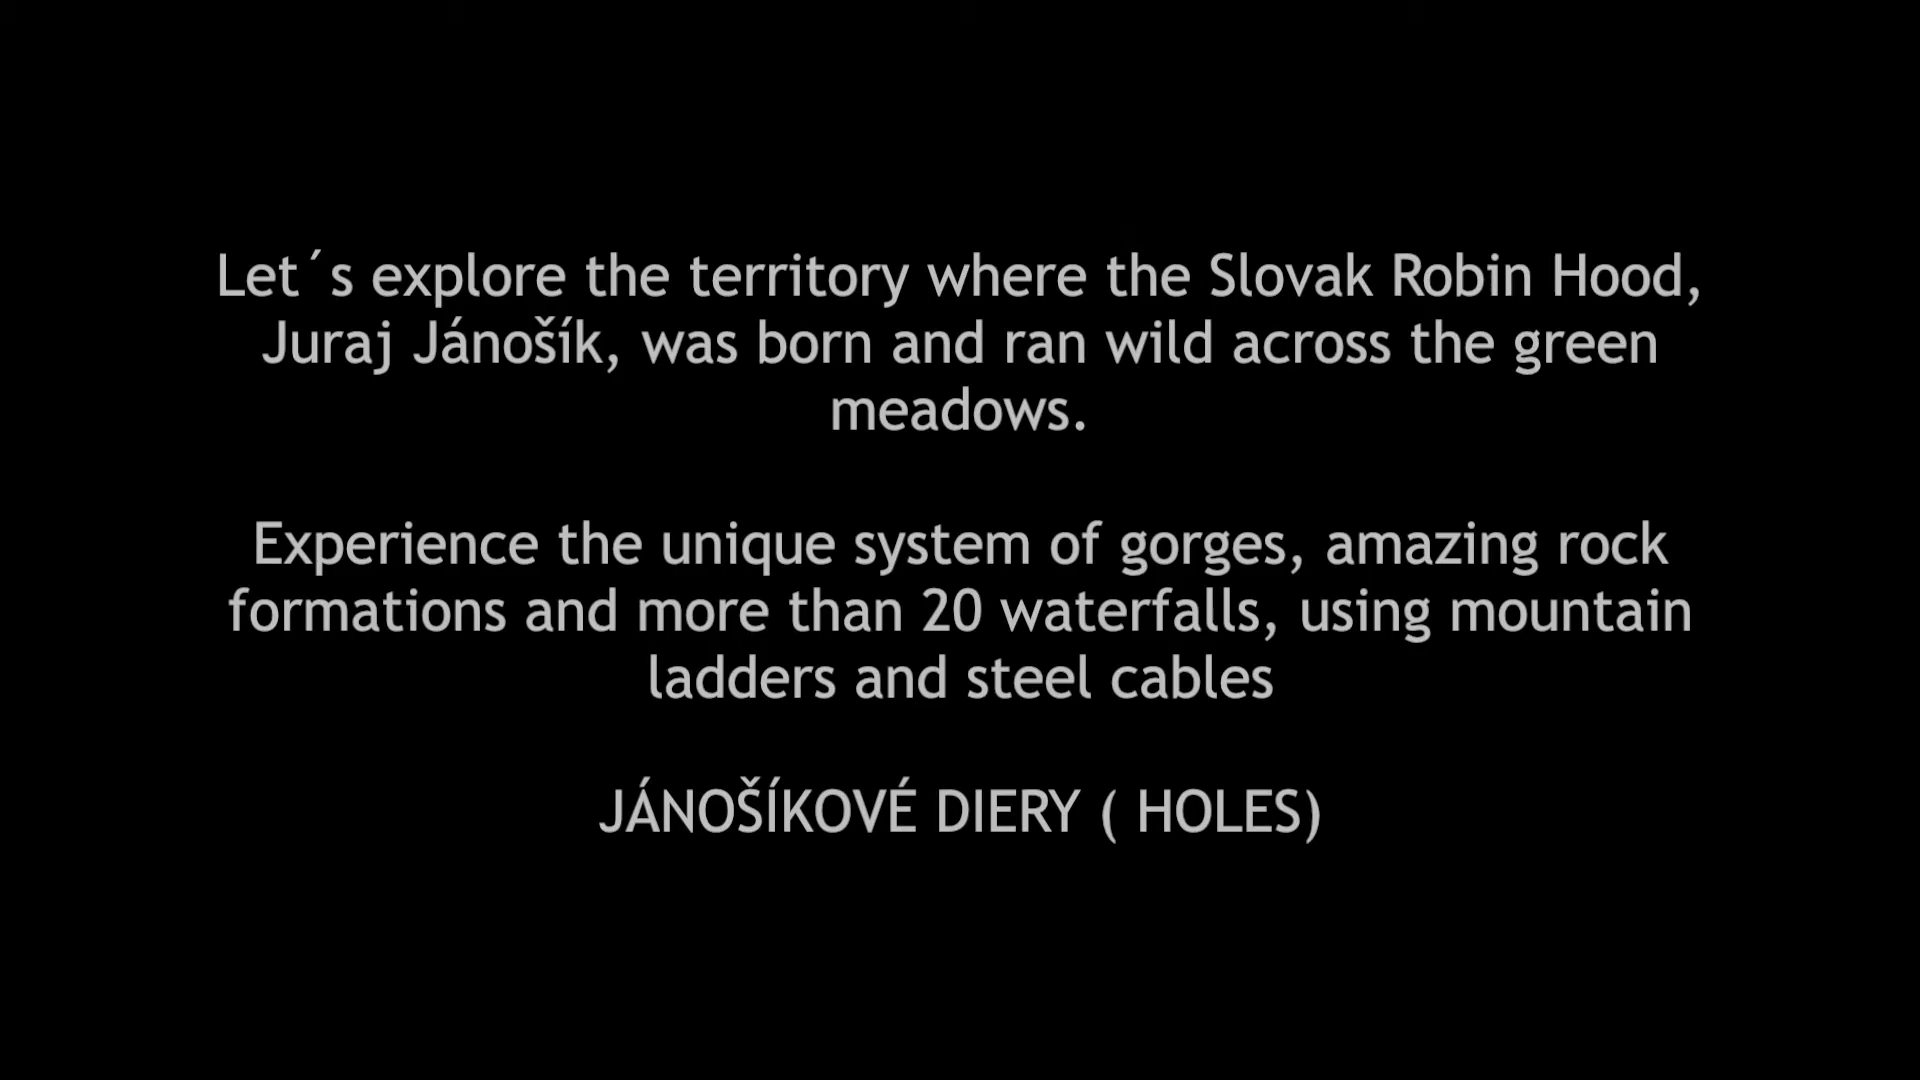 Let´s explore the territory where the Slovak Robin Hood,
Juraj Jánošík, was born and ran wild across the green
meadows.
Experience the unique system of gorges, amazing rock
formations and more than 20 waterfalls, using mountain
ladders and steel cables
JÁNOŠÍKOVÉ DIERY ( HOLES)